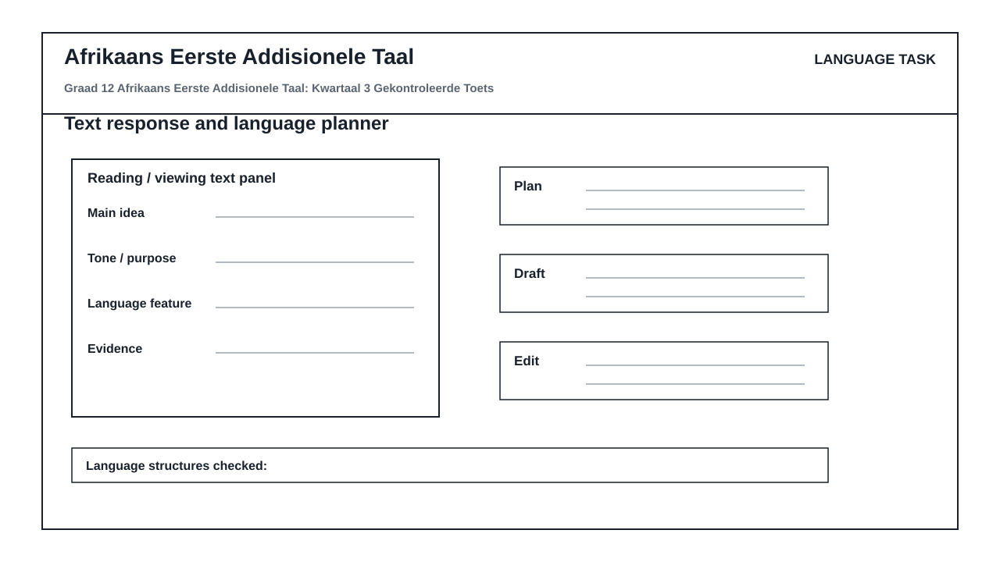 Afrikaans Eerste Addisionele Taal
LANGUAGE TASK
Graad 12 Afrikaans Eerste Addisionele Taal: Kwartaal 3 Gekontroleerde Toets
Text response and language planner
Reading / viewing text panel
Main idea
Tone / purpose
Language feature
Evidence
Plan
Draft
Edit
Language structures checked: